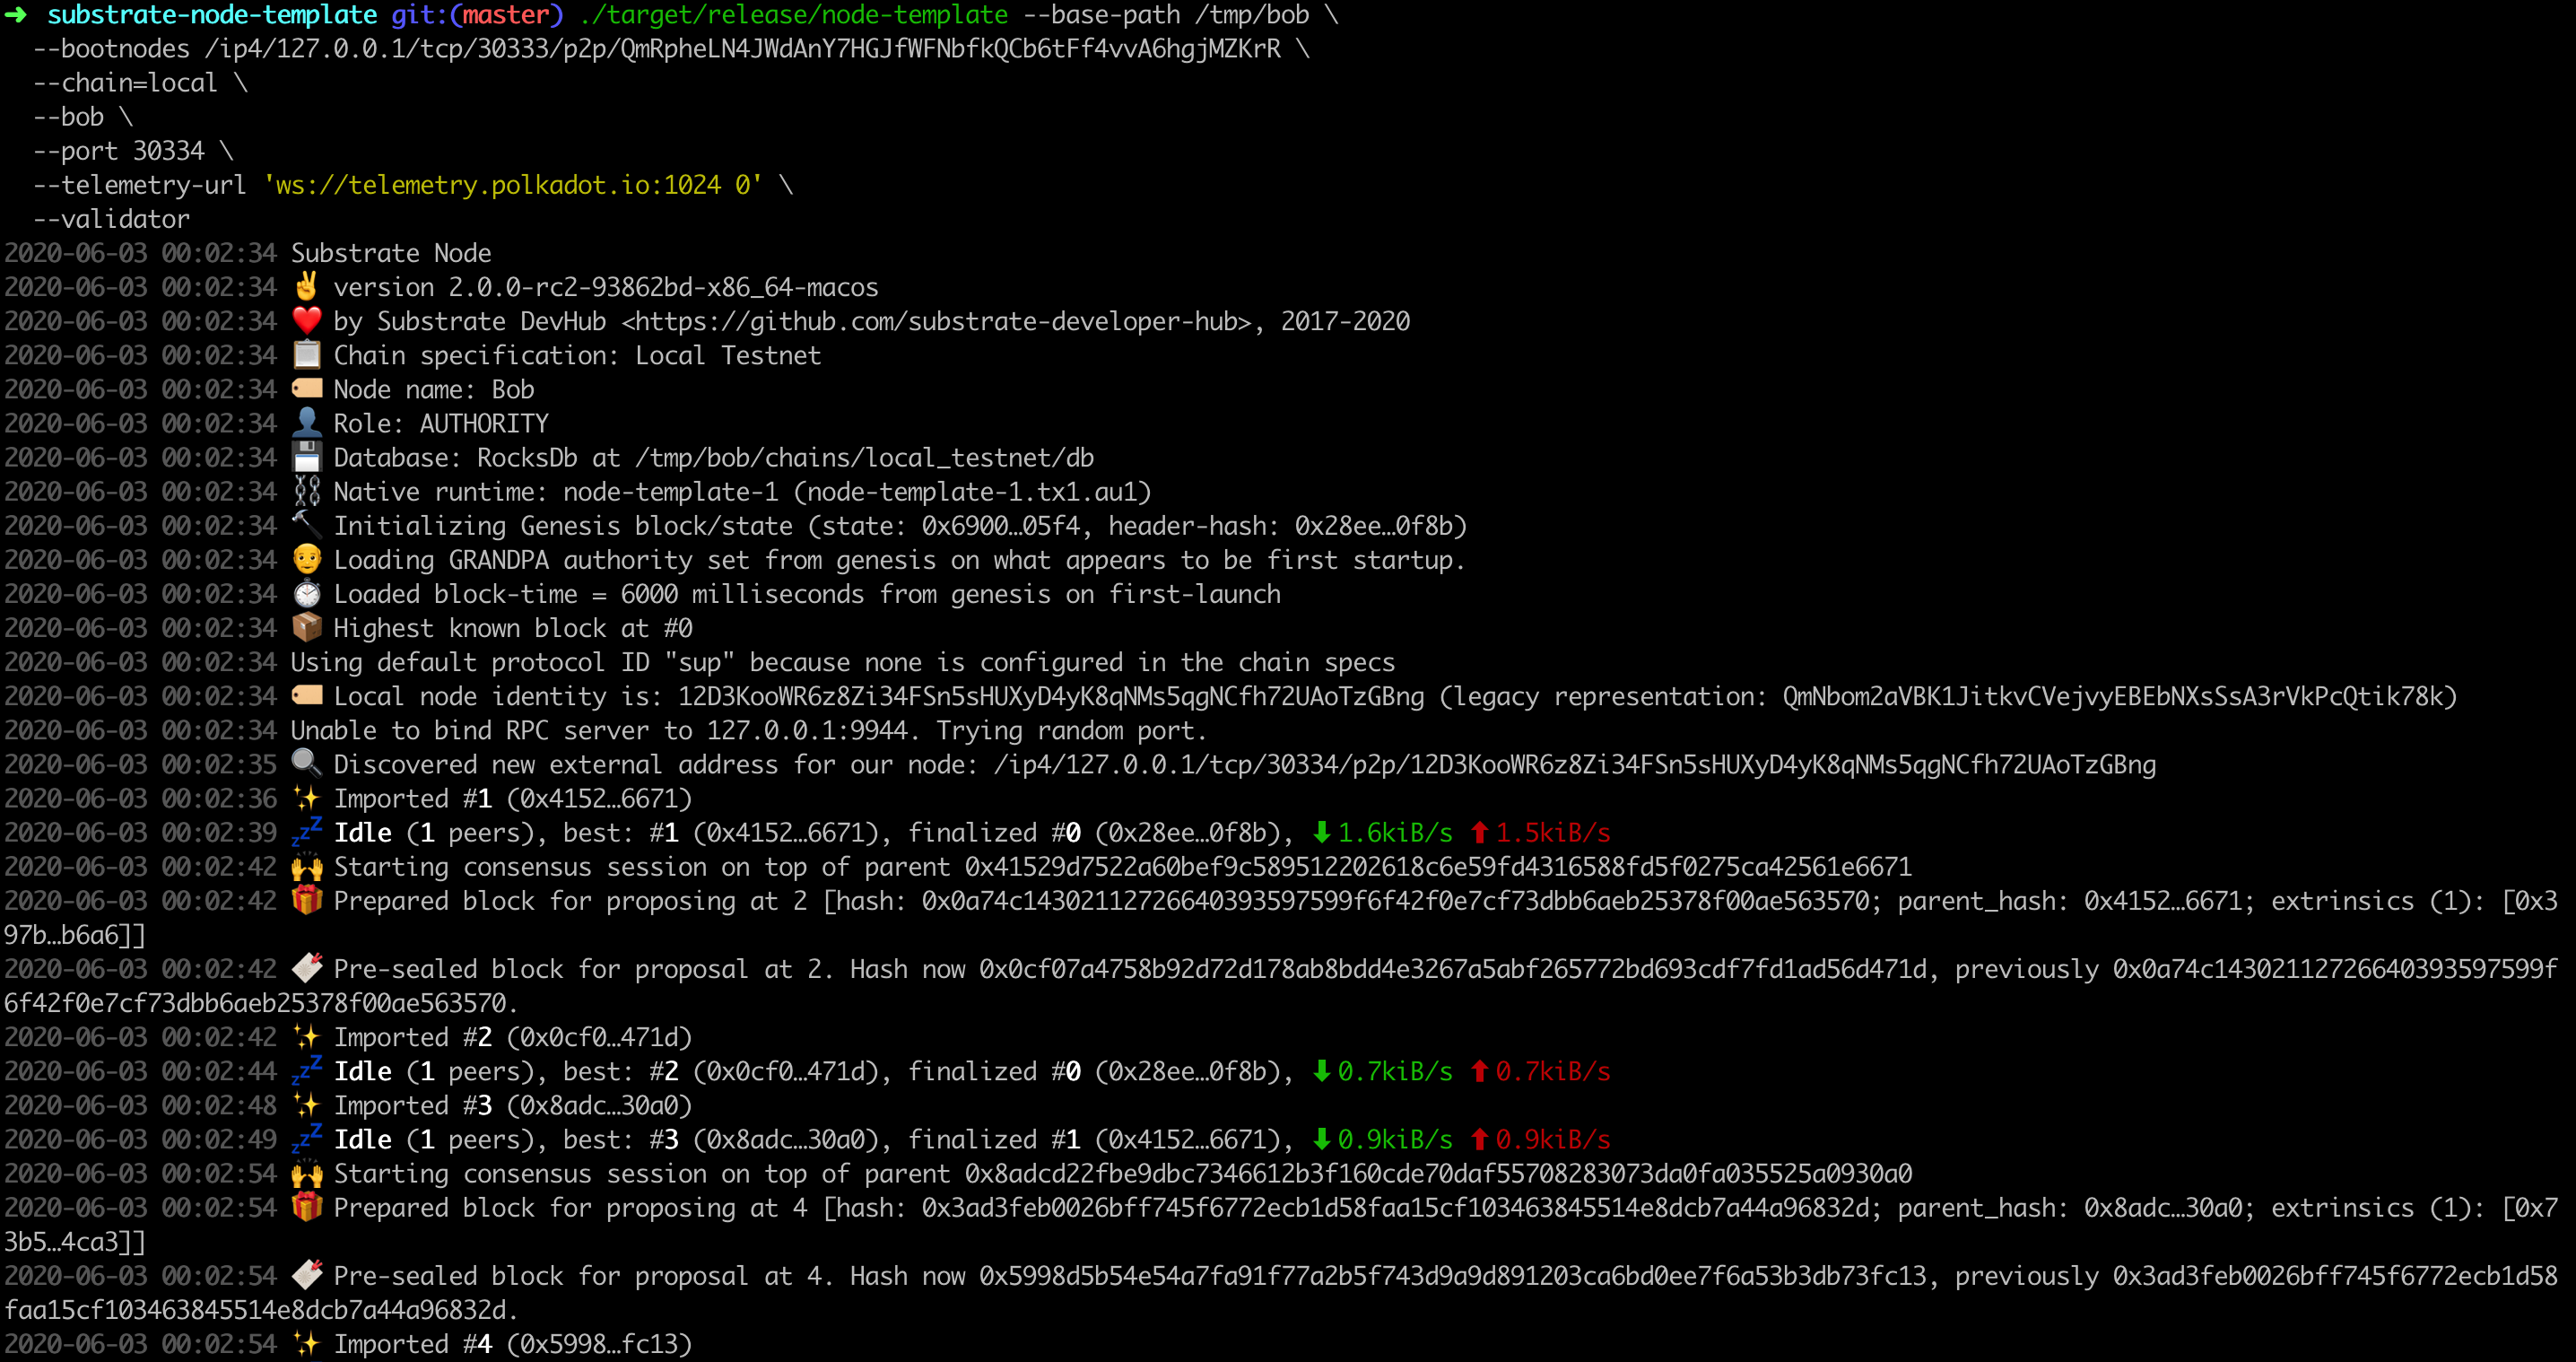 ➜ substrate-node-template git:(master) ./target/release/node-template --base-path /tmp/bob \
--bootnodes /ip4/127.0.0.1/tcp/30333/p2p/QmRpheLN4JWdAnY7HGJfWFNbfkQCb6tFf4vvA6hgjMZKrR \
--chain=local \
--bob \
--port 30334 \
--telemetry-url 'ws://telemetry.polkadot.io:1024 0' \
--validator
2020-06-03 00:02:34 Substrate Node
2020-06-03 00:02:34 ✌️ version 2.0.0-rc2-93862bd-x86_64-macos
2020-06-03 00:02:34 ❤️ by Substrate DevHub <https://github.com/substrate-developer-hub>, 2017-2020
2020-06-03 00:02:34 📋 Chain specification: Local Testnet
2020-06-03 00:02:34 🏷 Node name: Bob
2020-06-03 00:02:34 👤 Role: AUTHORITY
2020-06-03 00:02:34 💾 Database: RocksDb at /tmp/bob/chains/local_testnet/db
2020-06-03 00:02:34 ⛓ Native runtime: node-template-1 (node-template-1.tx1.au1)
2020-06-03 00:02:34 🔨 Initializing Genesis block/state (state: 0x6900…05f4, header-hash: 0x28ee…0f8b)
2020-06-03 00:02:34 👴 Loading GRANDPA authority set from genesis on what appears to be first startup.
2020-06-03 00:02:34 ⏱ Loaded block-time = 6000 milliseconds from genesis on first-launch
2020-06-03 00:02:34 📦 Highest known block at #0
2020-06-03 00:02:34 Using default protocol ID "sup" because none is configured in the chain specs
2020-06-03 00:02:34 🏷 Local node identity is: 12D3KooWR6z8Zi34FSn5sHUXyD4yK8qNMs5qgNCfh72UAoTzGBng (legacy representation: QmNbom2aVBK1JitkvCVejvyEBEbNXsSsA3rVkPcQtik78k)
2020-06-03 00:02:34 Unable to bind RPC server to 127.0.0.1:9944. Trying random port.
2020-06-03 00:02:35 🔍 Discovered new external address for our node: /ip4/127.0.0.1/tcp/30334/p2p/12D3KooWR6z8Zi34FSn5sHUXyD4yK8qNMs5qgNCfh72UAoTzGBng
2020-06-03 00:02:36 ✨ Imported #1 (0x4152…6671)
2020-06-03 00:02:39 💤 Idle (1 peers), best: #1 (0x4152…6671), finalized #0 (0x28ee…0f8b), ⬇ 1.6kiB/s ⬆ 1.5kiB/s
2020-06-03 00:02:42 🙌 Starting consensus session on top of parent 0x41529d7522a60bef9c589512202618c6e59fd4316588fd5f0275ca42561e6671
2020-06-03 00:02:42 🎁 Prepared block for proposing at 2 [hash: 0x0a74c143021127266403935​97599f6f42f0e7cf73dbb6aeb25378f00ae563570; parent_hash: 0x4152…6671; extrinsics (1): [0x3
97b…b6a6]]
2020-06-03 00:02:42 🔖 Pre-sealed block for proposal at 2. Hash now 0x0cf07a4758b92d72d178ab8bdd4e3267a5abf265772bd693cdf7fd1ad56d471d, previously 0x0a74c14302112726640393597599f
6f42f0e7cf73dbb6aeb25378f00ae563570.
2020-06-03 00:02:42 ✨ Imported #2 (0x0cf0…471d)
2020-06-03 00:02:44 💤 Idle (1 peers), best: #2 (0x0cf0…471d), finalized #0 (0x28ee…0f8b), ⬇ 0.7kiB/s ⬆ 0.7kiB/s
2020-06-03 00:02:48 ✨ Imported #3 (0x8adc…30a0)
2020-06-03 00:02:49 💤 Idle (1 peers), best: #3 (0x8adc…30a0), finalized #1 (0x4152…6671), ⬇ 0.9kiB/s ⬆ 0.9kiB/s
2020-06-03 00:02:54 🙌 Starting consensus session on top of parent 0x8adcd22fbe9dbc7346612b3f160cde70daf55708283073da0fa035525a0930a0
2020-06-03 00:02:54 🎁 Prepared block for proposing at 4 [hash: 0x3ad3feb0026bff745f6772ecb1d58faa15cf103463845514e8dcb7a44a96832d; parent_hash: 0x8adc…30a0; extrinsics (1): [0x7
3b5…4ca3]]
2020-06-03 00:02:54 🔖 Pre-sealed block for proposal at 4. Hash now 0x5998d5b54e54a7fa91f77a2b5f743d9a9d891203ca6bd0ee7f6a53b3db73fc13, previously 0x3ad3feb0026bff745f6772ecb1d58
faa15cf103463845514e8dcb7a44a96832d.
2020-06-03 00:02:54 ✨ Imported #4 (0x5998…fc13)